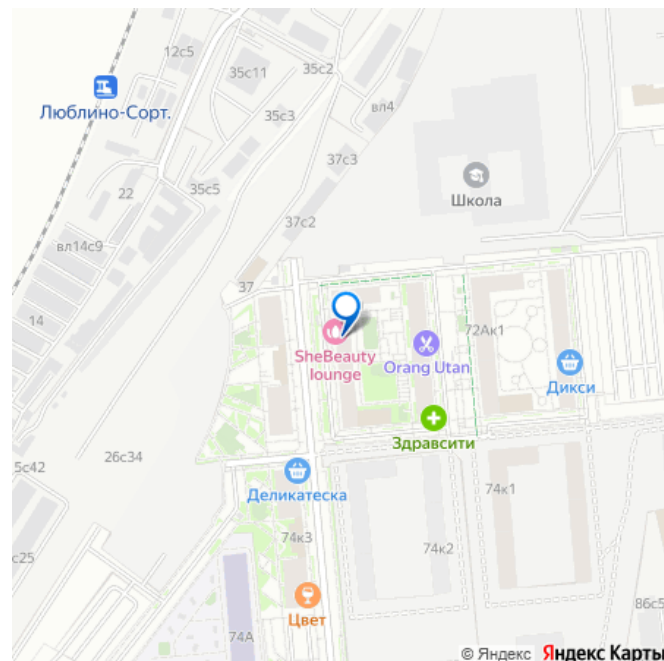 12с5
35с11
35с2
Люблино-Сорт.
35с3
вл4
37с3
Школа
22
35с5
37с2
вл14с9
37
14
72Ак1
SheBeauty
lounge
Orang Utan
Дикси
Здравсити
26с34
5с42
Деликатеска
74к1
74к3
74к2
с25
86с5
Цвет
74А
© Яндекс Яндекс Карты